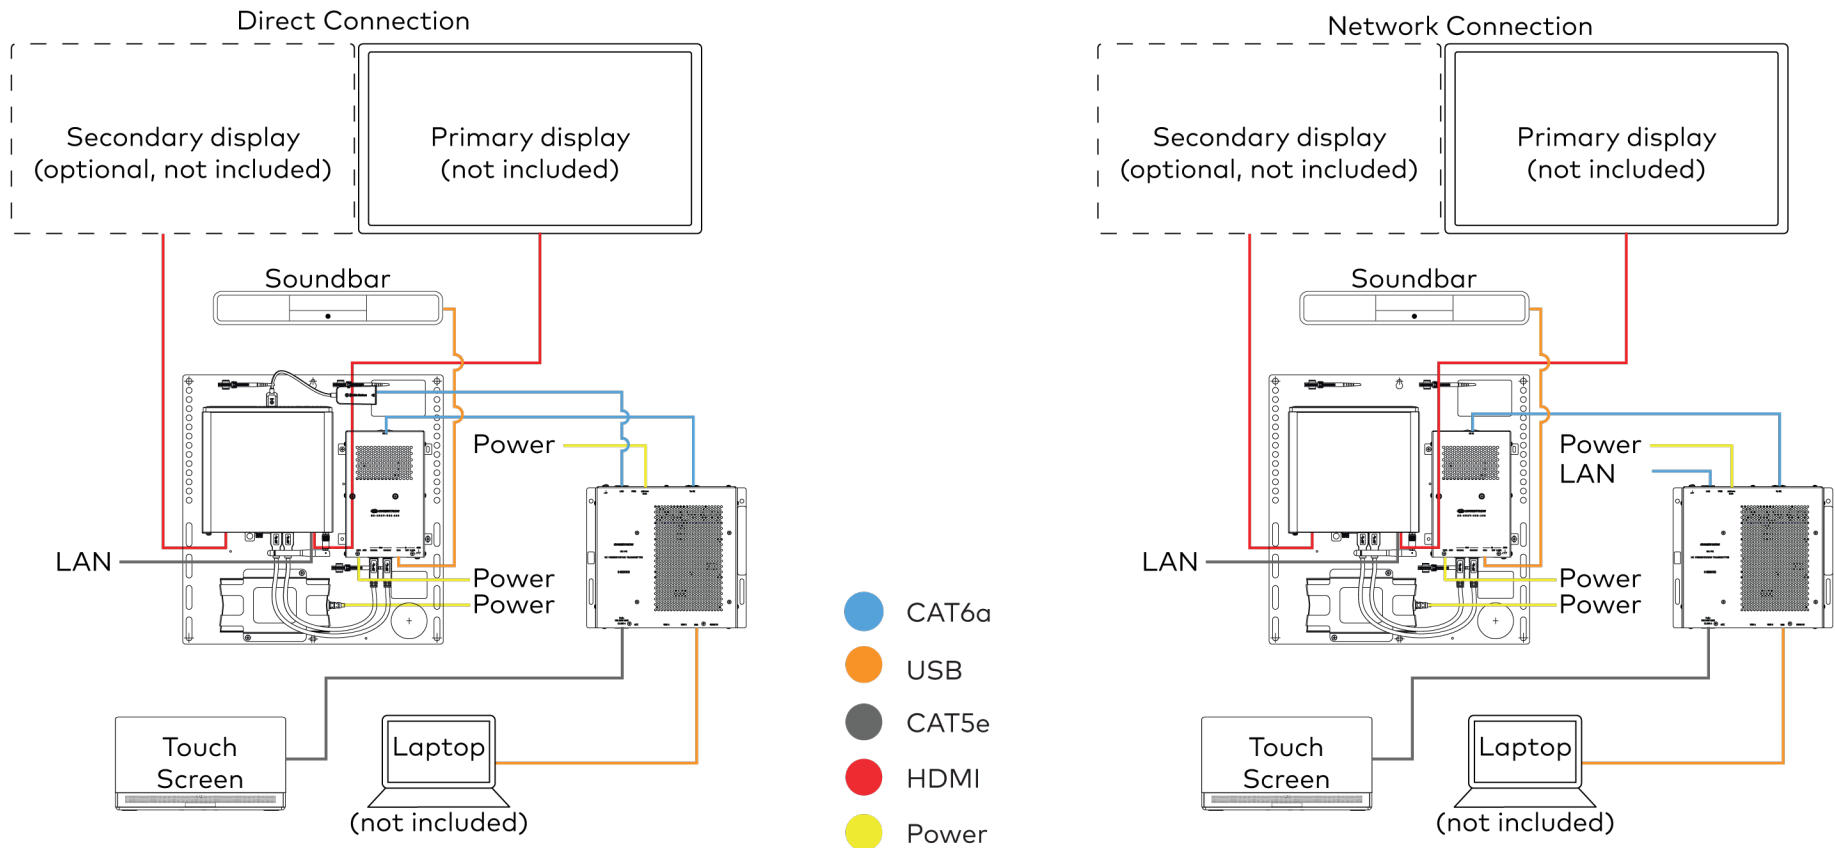 Direct Connection
Secondary display
(optional, not included)
Primary display
(not included)
Soundbar
Power
LAN
Power
Power
Touch
Screen
Laptop
(not included)
CAT6a
USB
CAT5e
HDMI
Power
Network Connection
Secondary display
(optional, not included)
Primary display
(not included)
Soundbar
Power
LAN
LAN
Power
Power
Touch
Screen
Laptop
(not included)